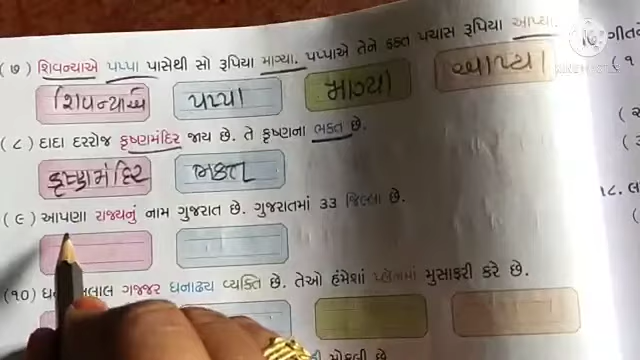 (૭) શિવન્યાએ પપ્પા પાસેથી સો રૂપિયા માગ્યા. પપ્પાએ તેને ફક્ત પચાસ રૂપિયા આપ્યા.
શિવન્યાએ પપ્પા માગ્યા આપ્યા
(૮) દાદા દરરોજ કૃષ્ણમંદિર જાય છે. તે કૃષ્ણના ભક્ત છે.
કૃષ્ણમંદિર ભક્ત
(૯) આપણા રાજ્યનું નામ ગુજરાત છે. ગુજરાતમાં 33 જિલ્લા છે.
(૧૦) લાલ ગજ્જર ધનાઢ્ય વ્યક્તિ છે. તેઓ હંમેશાં પ્લેનમાં મુસાફરી કરે છે.